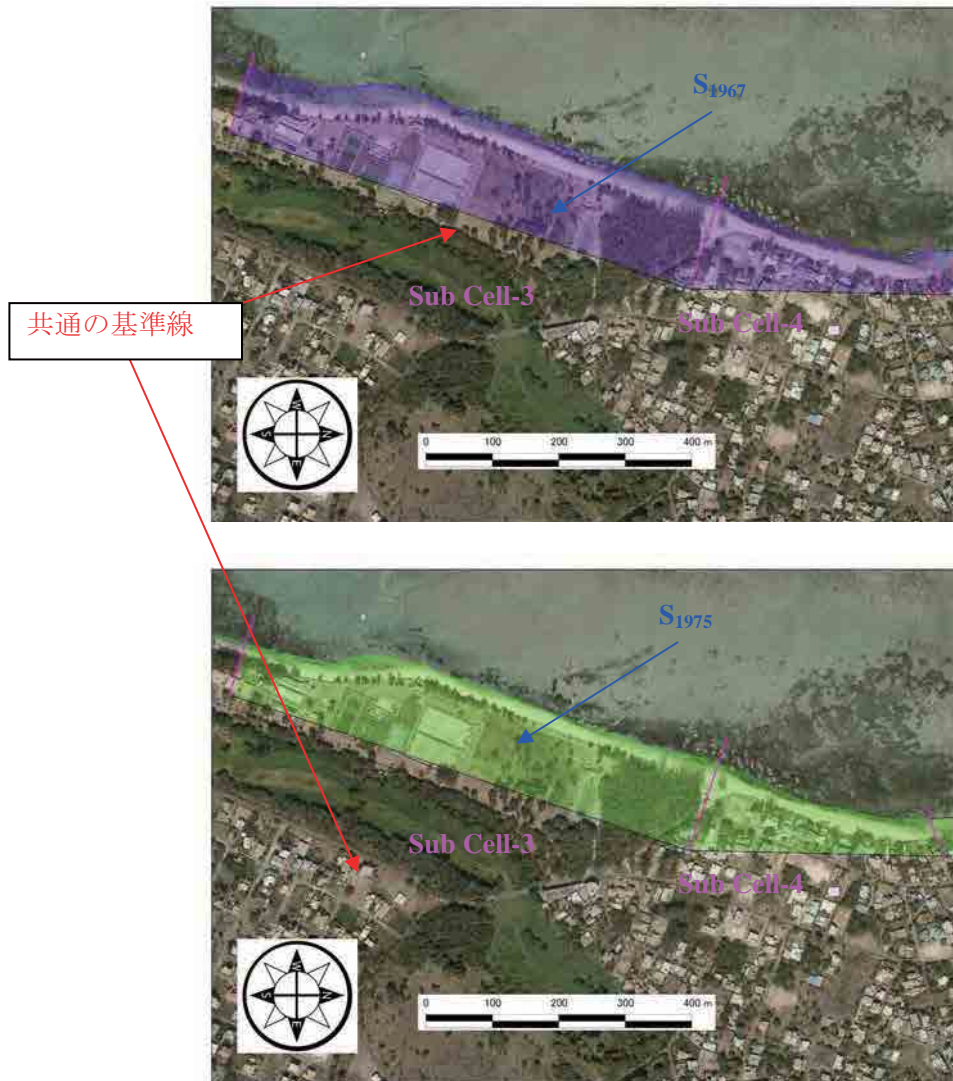 S1967
共通の基準線
Sub Cell-3
Sub Cell-4
W
S N
E
0 100 200 300 400 m
S1975
Sub Cell-3
Sub Cell-4
W
S N
E
0 100 200 300 400 m